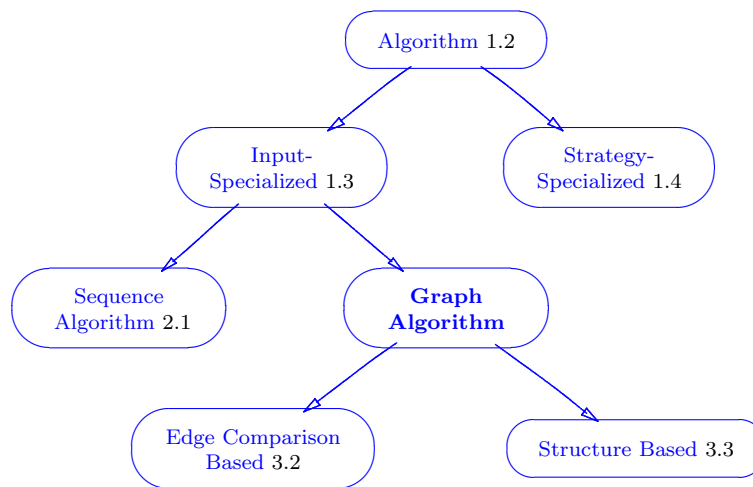 Algorithm 1.2
Input-
Specialized 1.3
Strategy-
Specialized 1.4
Sequence
Algorithm 2.1
Graph
Algorithm
Edge Comparison
Based 3.2
Structure Based 3.3